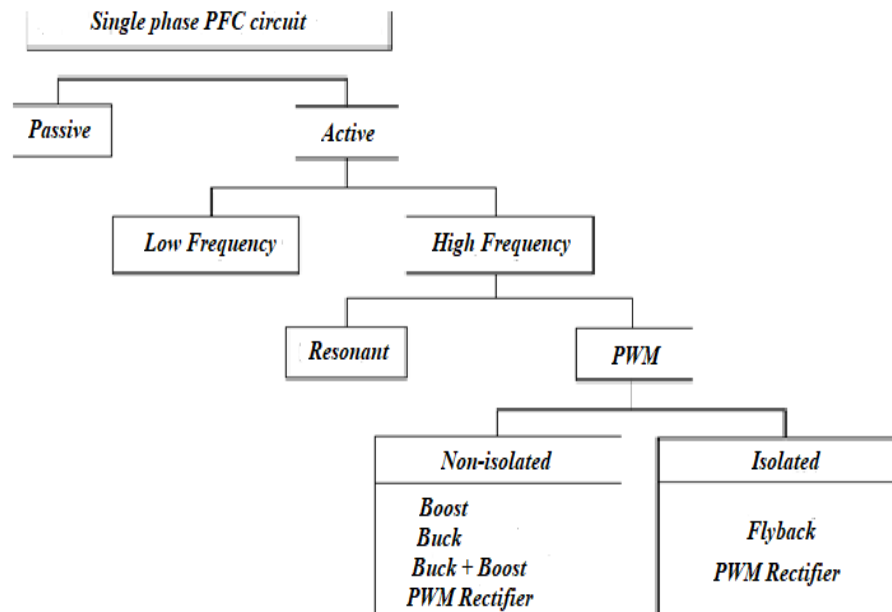 Single phase PFC circuit
Passive
Active
Low Frequency
High Frequency
Resonant
PWM
Non-isolated
Boost
Buck
Buck + Boost
PWM Rectifier
Isolated
Flyback
PWM Rectifier